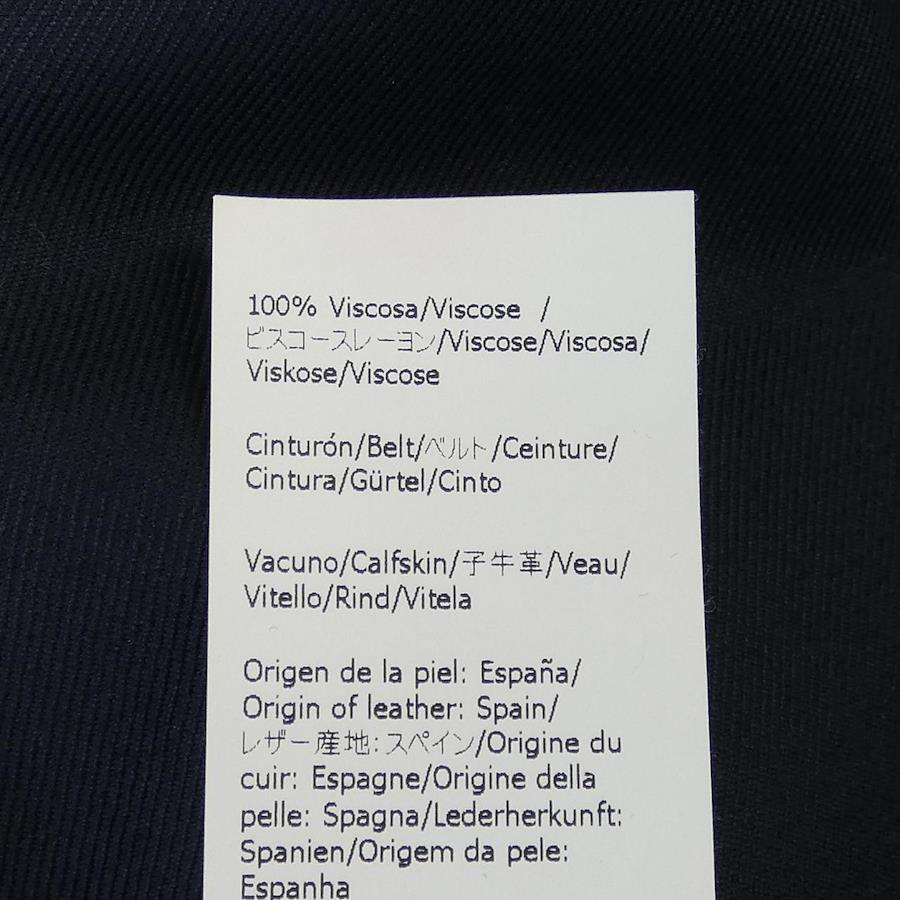 100% Viscosa/Viscose /
ビスコースレーヨン/Viscose/Viscosa/
Viskose/Viscose
Cinturón/Belt/ベルト/Ceinture/
Cintura/Gürtel/Cinto
Vacuno/Calfskin/子牛革/Veau/
Vitello/Rind/Vitela
Origen de la piel: España/
Origin of leather: Spain/
レザー産地: スペイン/Origine du
cuir: Espagne/Origine della
pelle: Spagna/Lederherkunft:
Spanien/Origem da pele:
Espanha